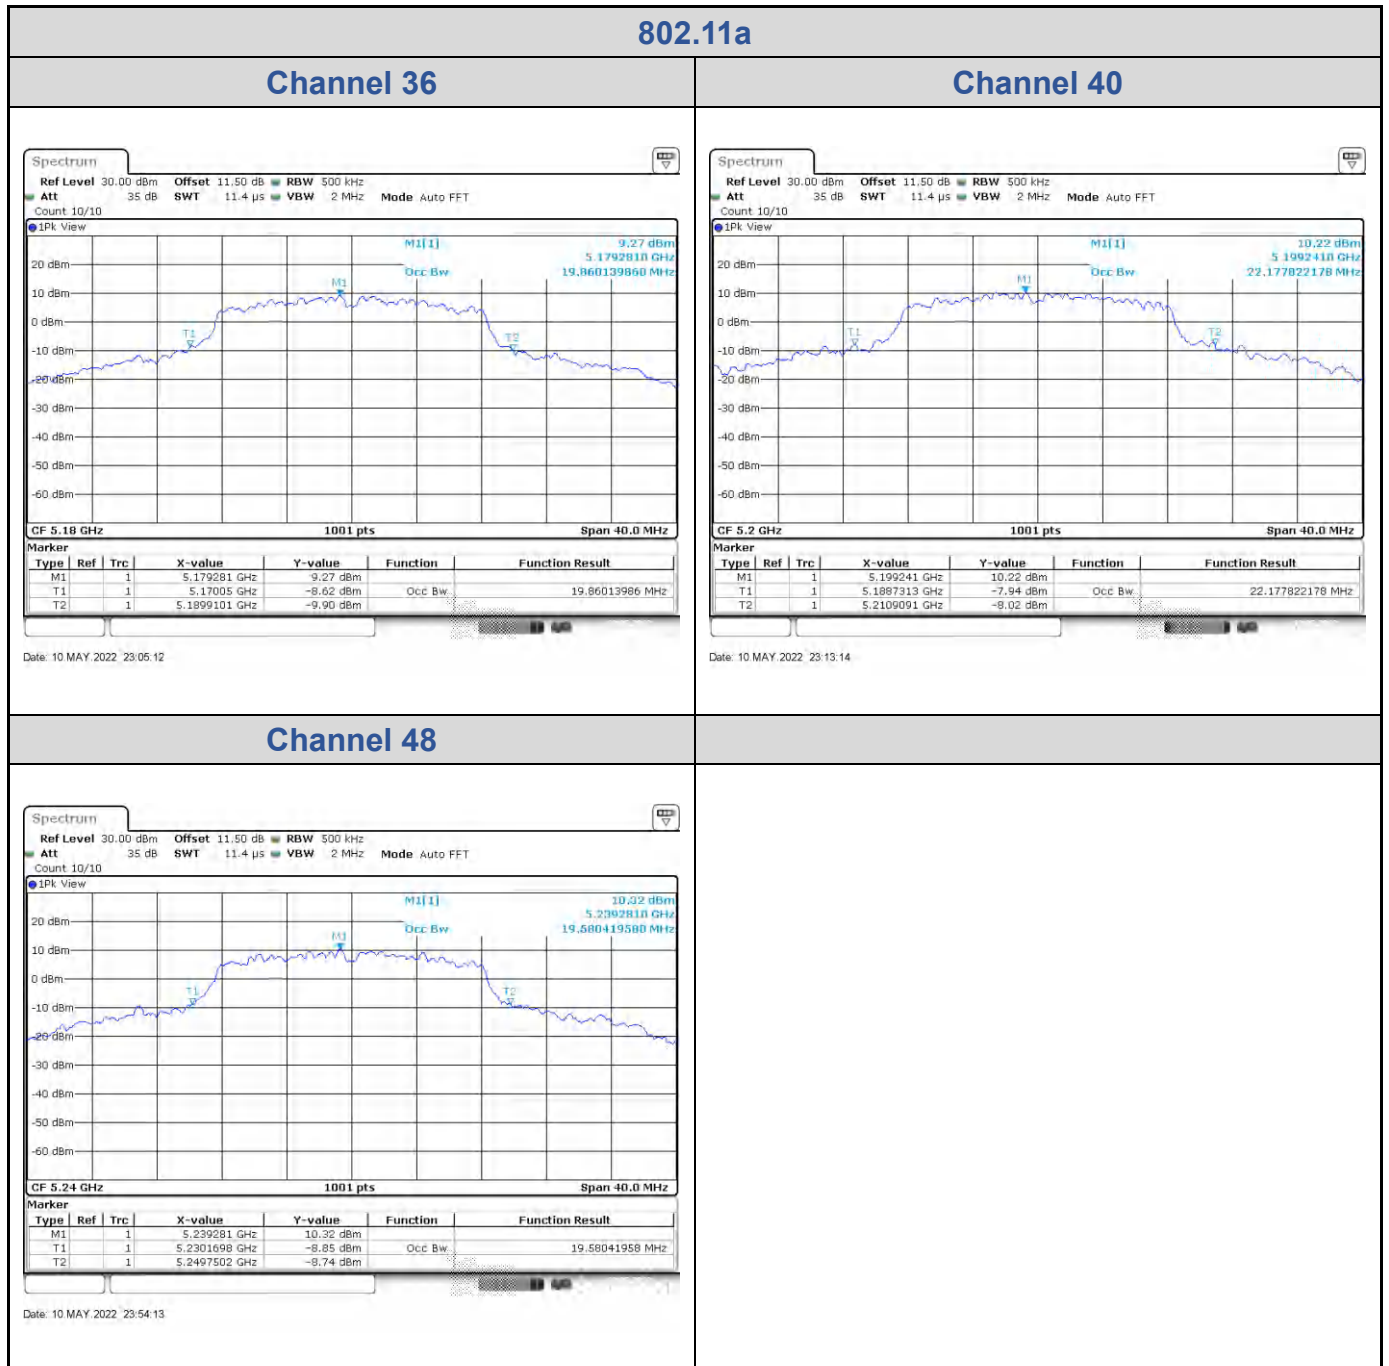 802.11a
Channel 36
Channel 40
Spectrum
Ref Level 30.00 dBm Offset 11.50 dB RBW 500 kHz
Att 35 dB SWT 11.4 µs VBW 2 MHz Mode Auto FFT
Count 10/10
1Pk View
M1[1] 9.27 dBm
5.1792810 GHz
Occ Bw 19.860139860 MHz
20 dBm
M1
10 dBm
0 dBm
T1
T2
-10 dBm
-20 dBm
-30 dBm
-40 dBm
-50 dBm
-60 dBm
CF 5.18 GHz 1001 pts Span 40.0 MHz
Marker
Type Ref Trc X-value Y-value Function Function Result
M1 1 5.179281 GHz 9.27 dBm
T1 1 5.17005 GHz -8.62 dBm Occ Bw 19.86013986 MHz
T2 1 5.1899101 GHz -9.90 dBm
Date: 10.MAY.2022 23:05:12
Spectrum
Ref Level 30.00 dBm Offset 11.50 dB RBW 500 kHz
Att 35 dB SWT 11.4 µs VBW 2 MHz Mode Auto FFT
Count 10/10
1Pk View
M1[1] 10.22 dBm
5.1992410 GHz
Occ Bw 22.177822178 MHz
20 dBm
M1
10 dBm
0 dBm
T1
T2
-10 dBm
-20 dBm
-30 dBm
-40 dBm
-50 dBm
-60 dBm
CF 5.2 GHz 1001 pts Span 40.0 MHz
Marker
Type Ref Trc X-value Y-value Function Function Result
M1 1 5.199241 GHz 10.22 dBm
T1 1 5.1887313 GHz -7.94 dBm Occ Bw 22.177822178 MHz
T2 1 5.2109091 GHz -8.02 dBm
Date: 10.MAY.2022 23:13:14
Channel 48
Spectrum
Ref Level 30.00 dBm Offset 11.50 dB RBW 500 kHz
Att 35 dB SWT 11.4 µs VBW 2 MHz Mode Auto FFT
Count 10/10
1Pk View
M1[1] 10.32 dBm
5.2392810 GHz
Occ Bw 19.580419580 MHz
20 dBm
M1
10 dBm
0 dBm
T1
T2
-10 dBm
-20 dBm
-30 dBm
-40 dBm
-50 dBm
-60 dBm
CF 5.24 GHz 1001 pts Span 40.0 MHz
Marker
Type Ref Trc X-value Y-value Function Function Result
M1 1 5.239281 GHz 10.32 dBm
T1 1 5.2301698 GHz -8.85 dBm Occ Bw 19.58041958 MHz
T2 1 5.2497502 GHz -8.74 dBm
Date: 10.MAY.2022 23:54:13